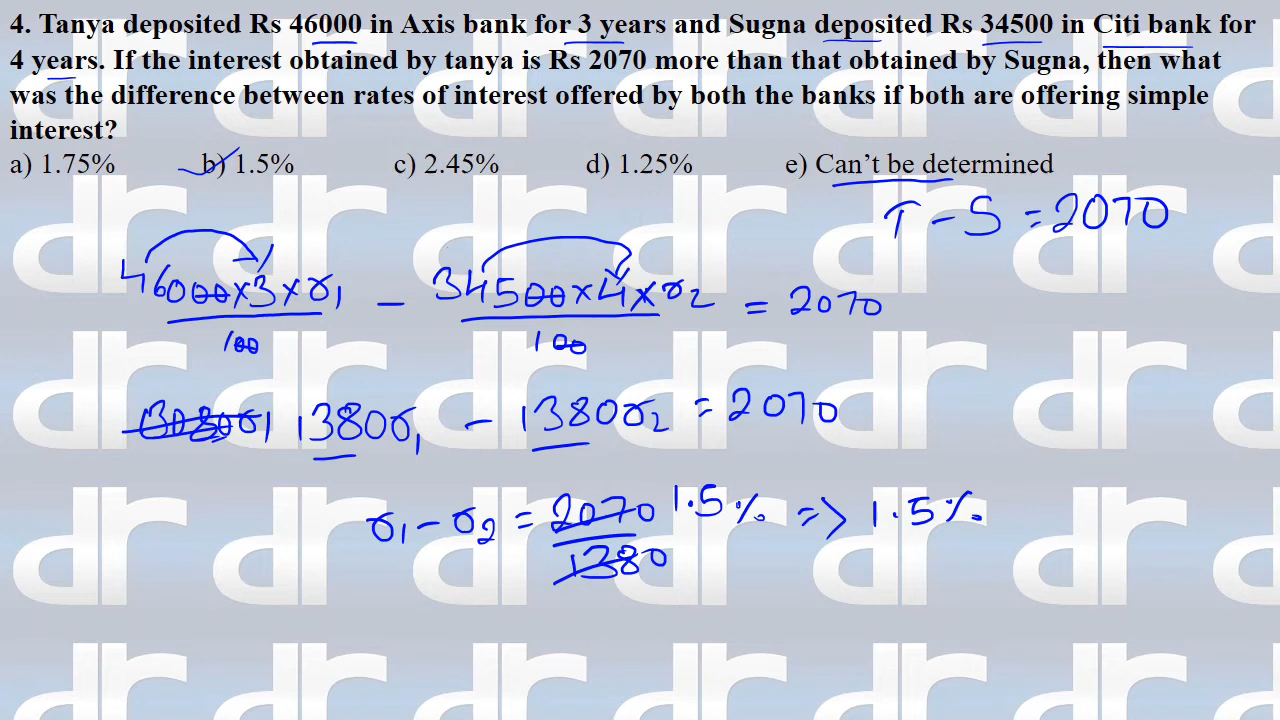 4. Tanya deposited Rs 46000 in Axis bank for 3 years and Sugna deposited Rs 34500 in Citi bank for
4 years. If the interest obtained by tanya is Rs 2070 more than that obtained by Sugna, then what
was the difference between rates of interest offered by both the banks if both are offering simple
interest?
a) 1.75% b) 1.5% c) 2.45% d) 1.25% e) Can't be determined
T - S = 2070
46000×3×r1 - 34500×4×r2 = 2070
100 100
1380r1 - 1380r2 = 2070
r1 - r2 = 2070 1.5% => 1.5%
1380